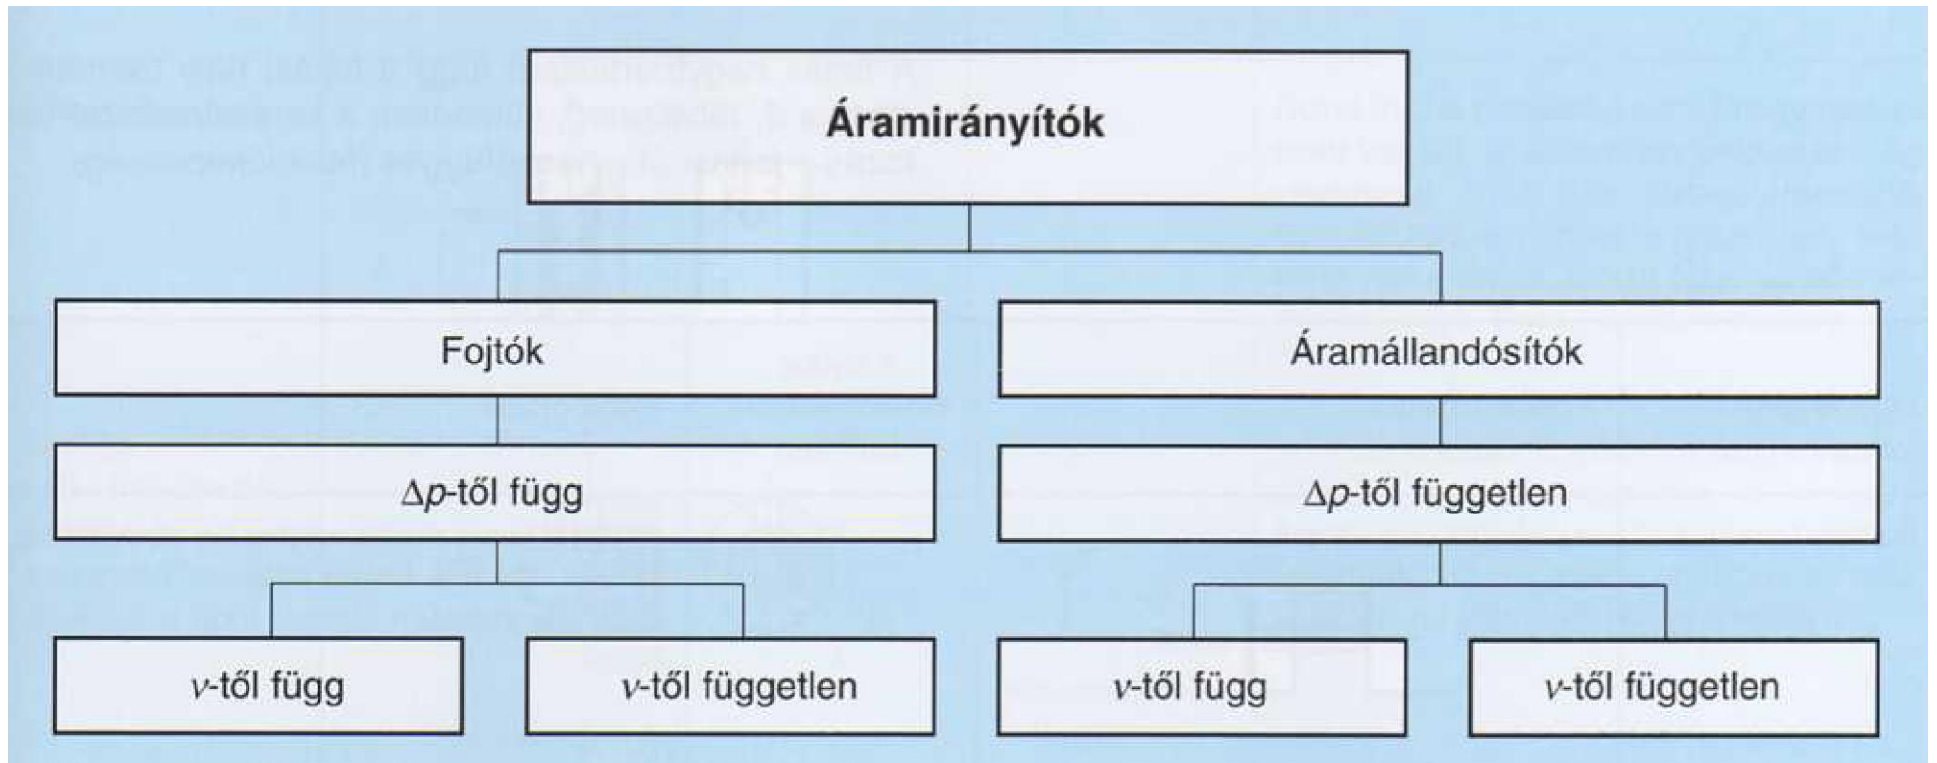 Áramirányítók
Fojtók
Áramállandósítók
Δp-től függ
Δp-től független
ν-től függ
ν-től független
ν-től függ
ν-től független